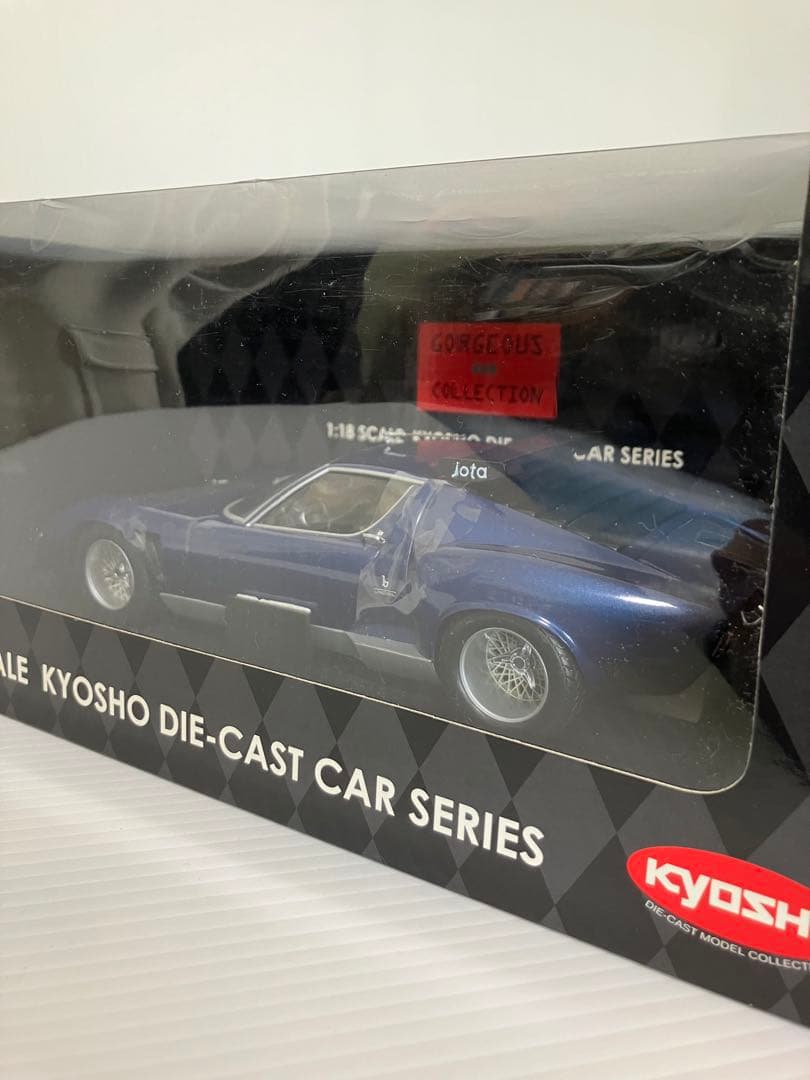 GORGEOUS
COLLECTION
1:18 SCALE KYOSHO DIE
CAR SERIES
jota
b
ALE KYOSHO DIE-CAST CAR SERIES
KYOSH
DIE-CAST MODEL COLLECT